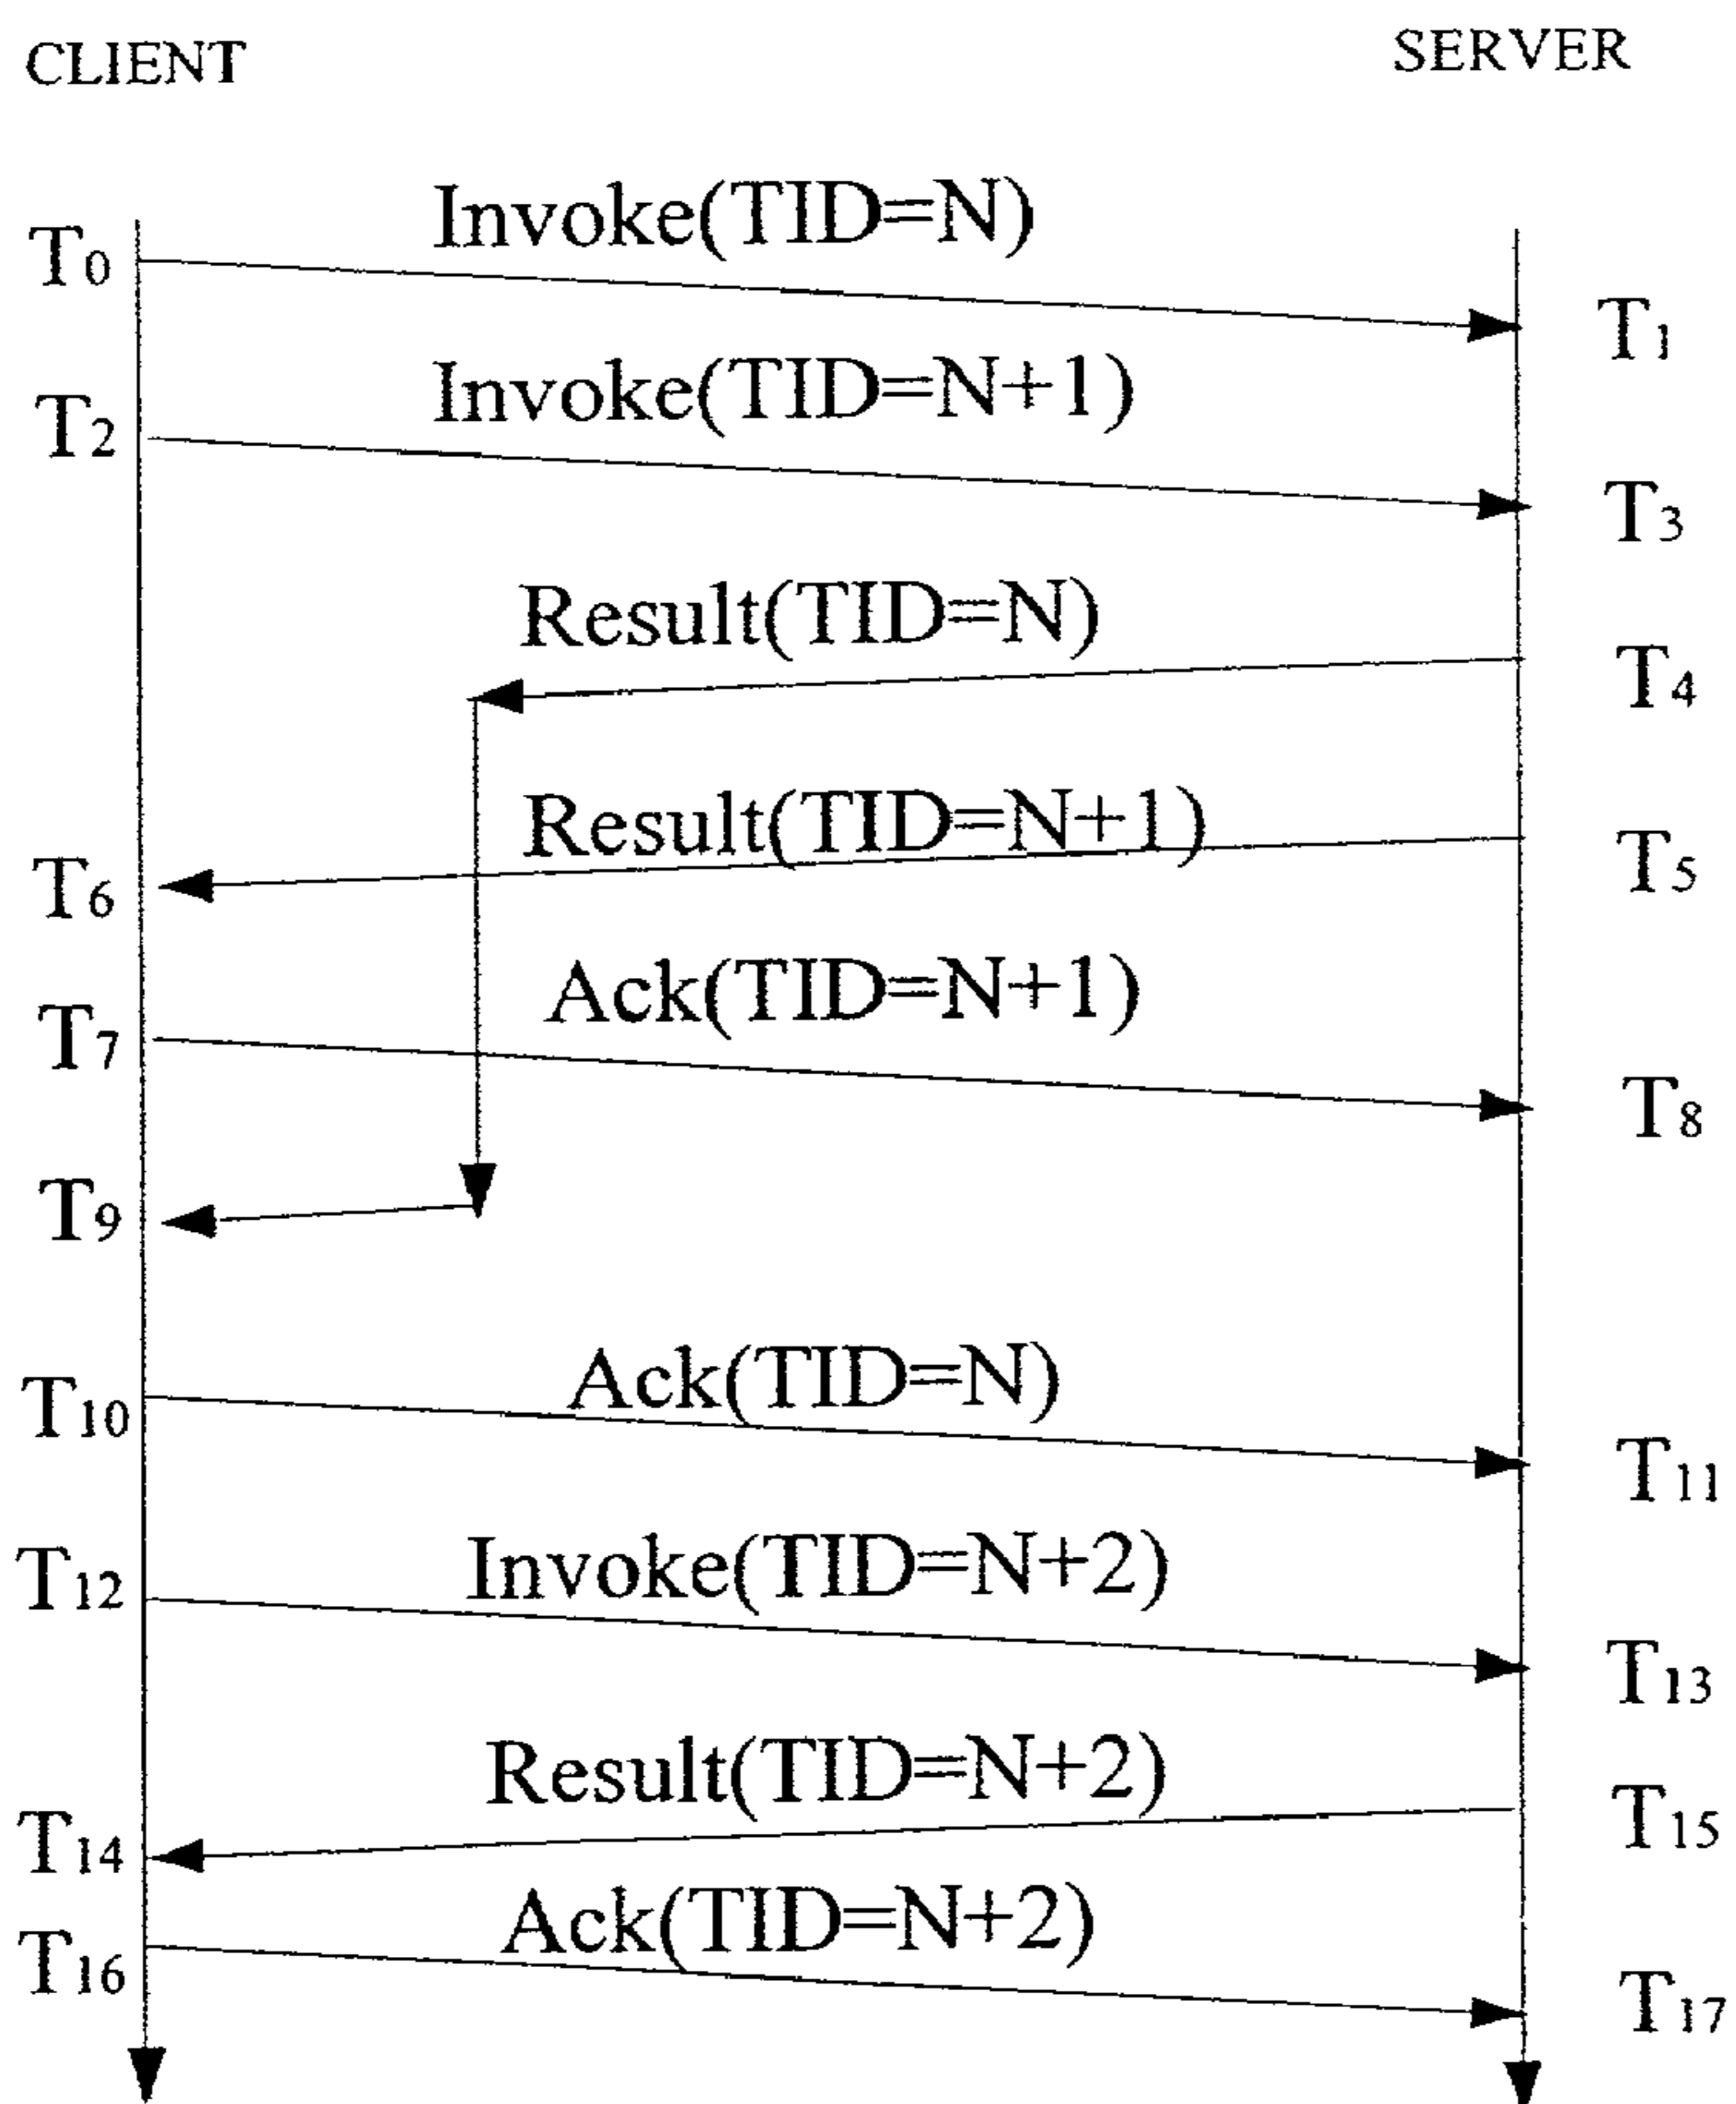 CLIENT SERVER
Invoke(TID=N)
T0 T1
Invoke(TID=N+1)
T2 T3
Result(TID=N)
T4
Result(TID=N+1)
T6 T5
Ack(TID=N+1)
T7 T8
T9
Ack(TID=N)
T10 T11
Invoke(TID=N+2)
T12 T13
Result(TID=N+2)
T14 T15
Ack(TID=N+2)
T16 T17